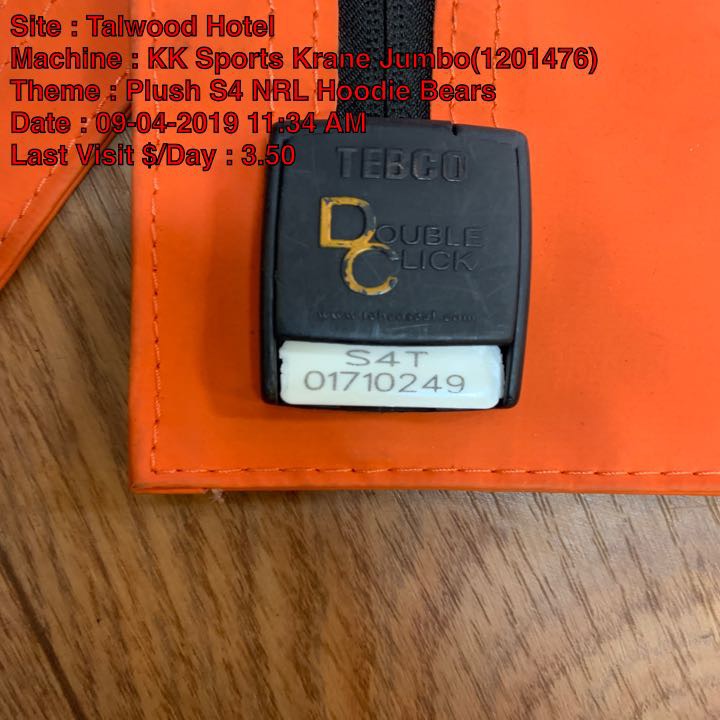 Site : Talwood Hotel
Machine : KK Sports Krane Jumbo(1201476)
Theme : Plush S4 NRL Hoodie Bears
Date : 09-04-2019 11:34 AM
Last Visit $/Day : 3.50
TEBCO
DOUBLE
CLICK
S4T
01710249